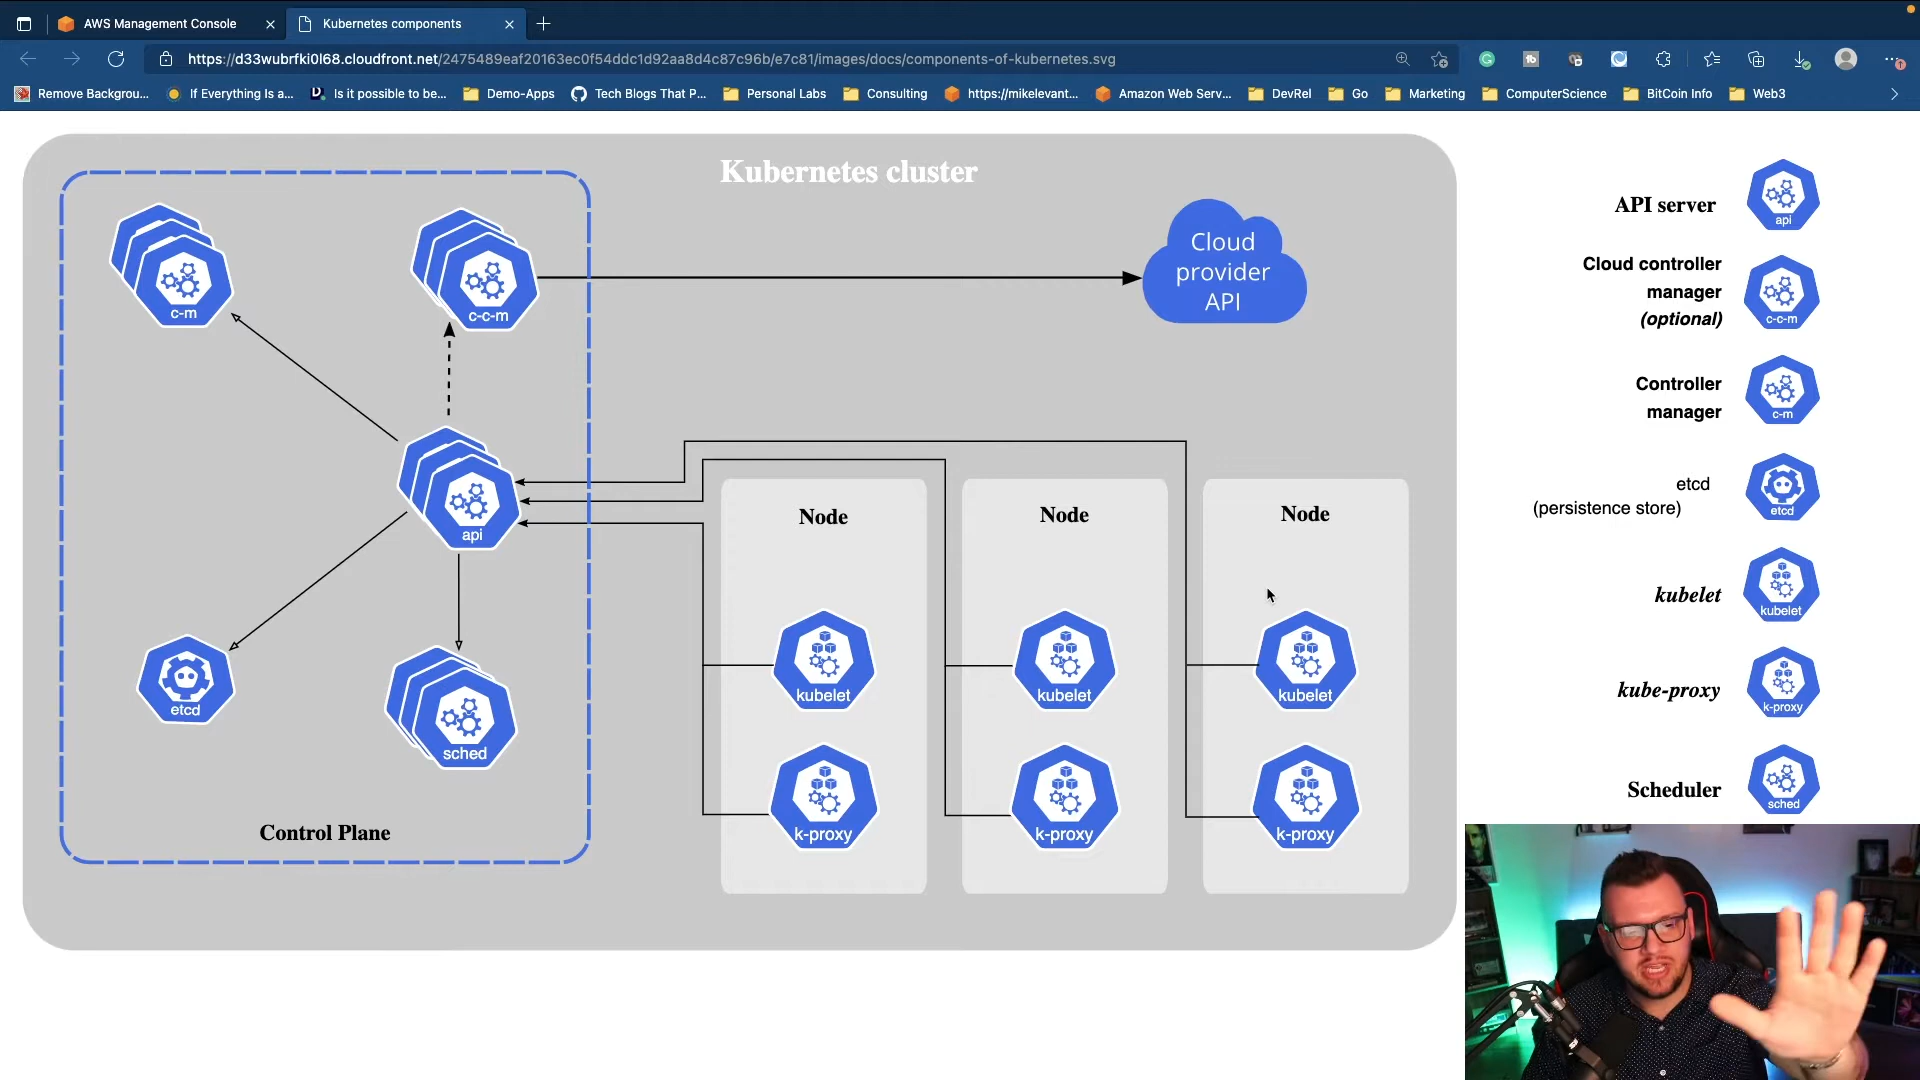 AWS Management Console
Kubernetes components
https://d33wubrfki0l68.cloudfront.net/2475489eaf20163ec0f54ddc1d92aa8d4c87c96b/e7c81/images/docs/components-of-kubernetes.svg
Remove Backgrou...
If Everything Is a...
Is it possible to be...
Demo-Apps
Tech Blogs That P...
Personal Labs
Consulting
https://mikelevant...
Amazon Web Serv...
DevRel
Go
Marketing
ComputerScience
BitCoin Info
Web3
Kubernetes cluster
c-m
c-c-m
Cloud
provider
API
api
etcd
sched
Control Plane
Node
kubelet
k-proxy
Node
kubelet
k-proxy
Node
kubelet
k-proxy
API server
api
Cloud controller
manager
(optional)
c-c-m
Controller
manager
c-m
etcd
(persistence store)
etcd
kubelet
kubelet
kube-proxy
k-proxy
Scheduler
sched